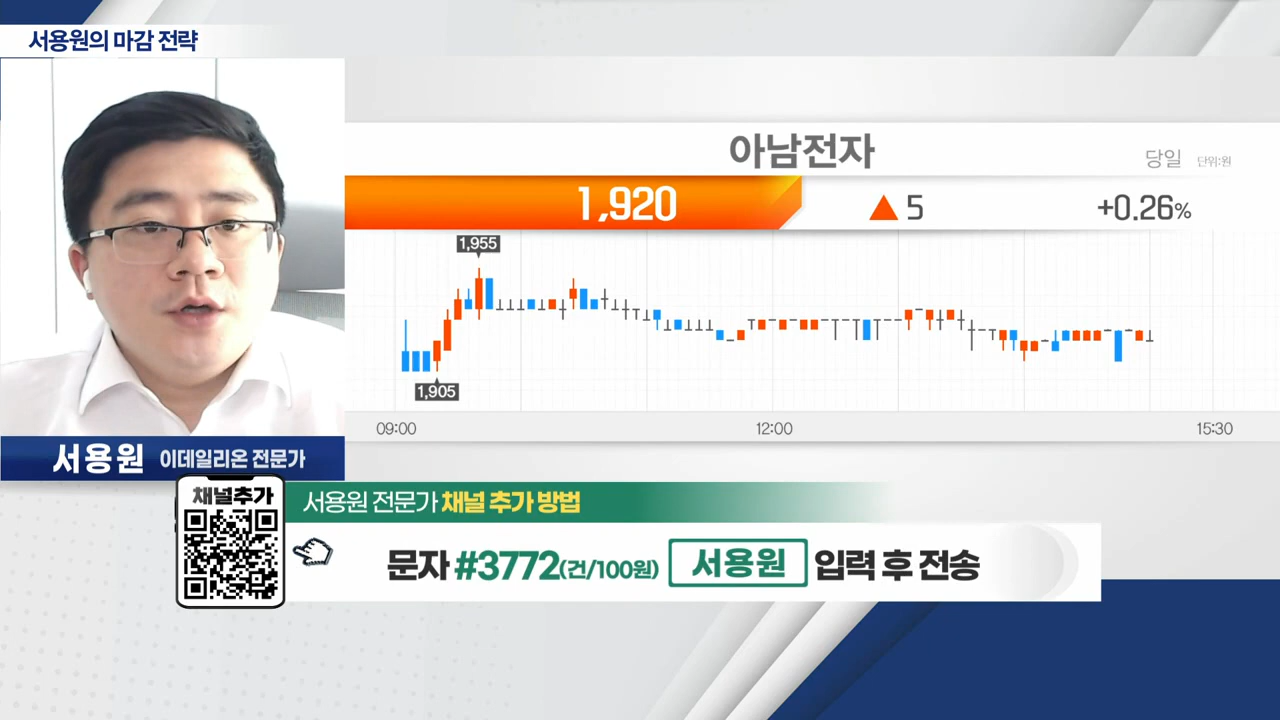 서용원의 마감 전략
아남전자
당일 단위:원
1,920 ▲ 5 +0.26%
1,955
1,905
09:00 12:00 15:30
서용원 이데일리온 전문가
채널추가
서용원 전문가 채널 추가 방법
문자 #3772(건/100원) 서용원 입력 후 전송